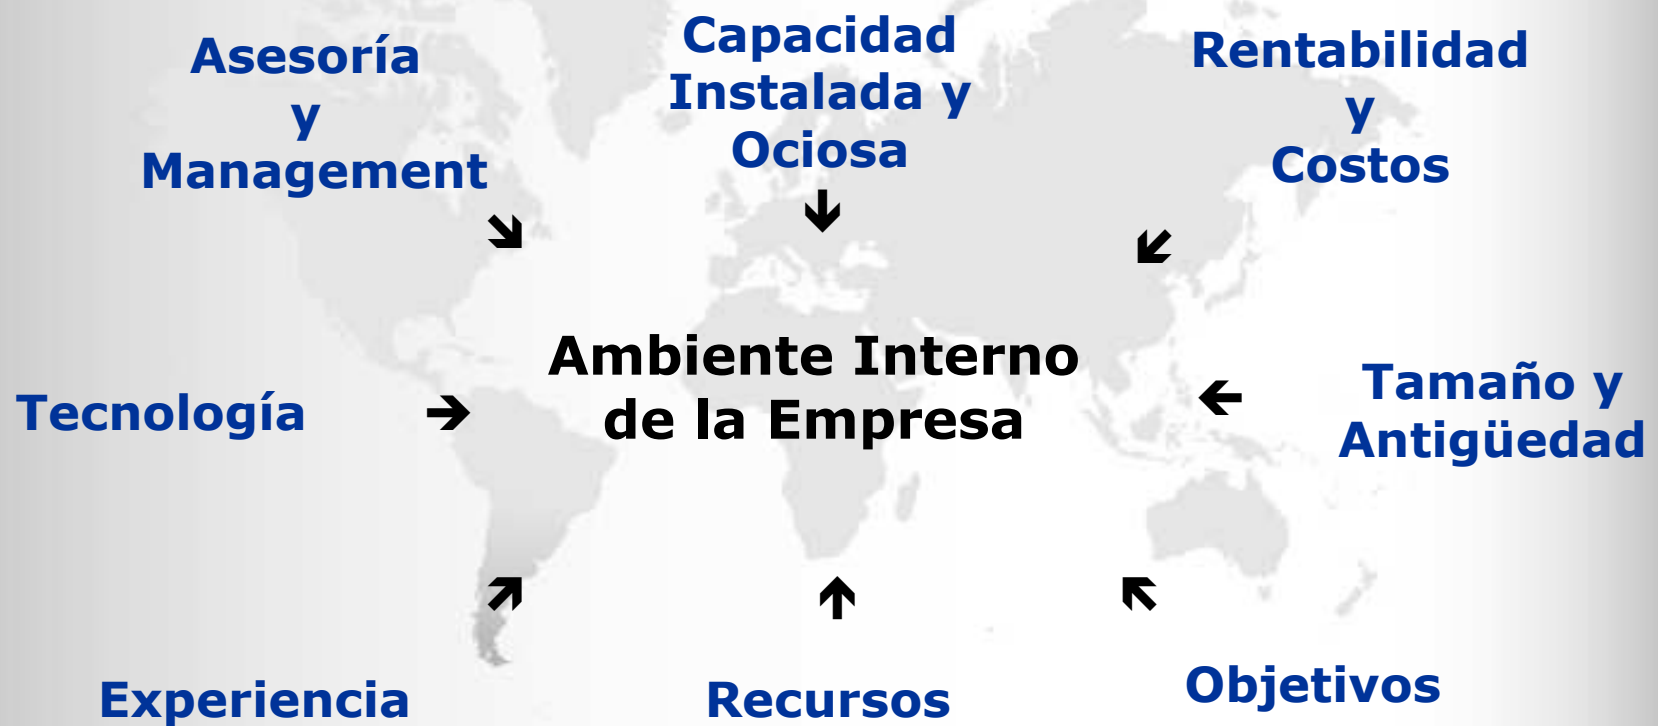 Asesoría
y
Management
Capacidad
Instalada y
Ociosa
Rentabilidad
y
Costos
Ambiente Interno
de la Empresa
Tecnología
Tamaño y
Antigüedad
Experiencia
Recursos
Objetivos